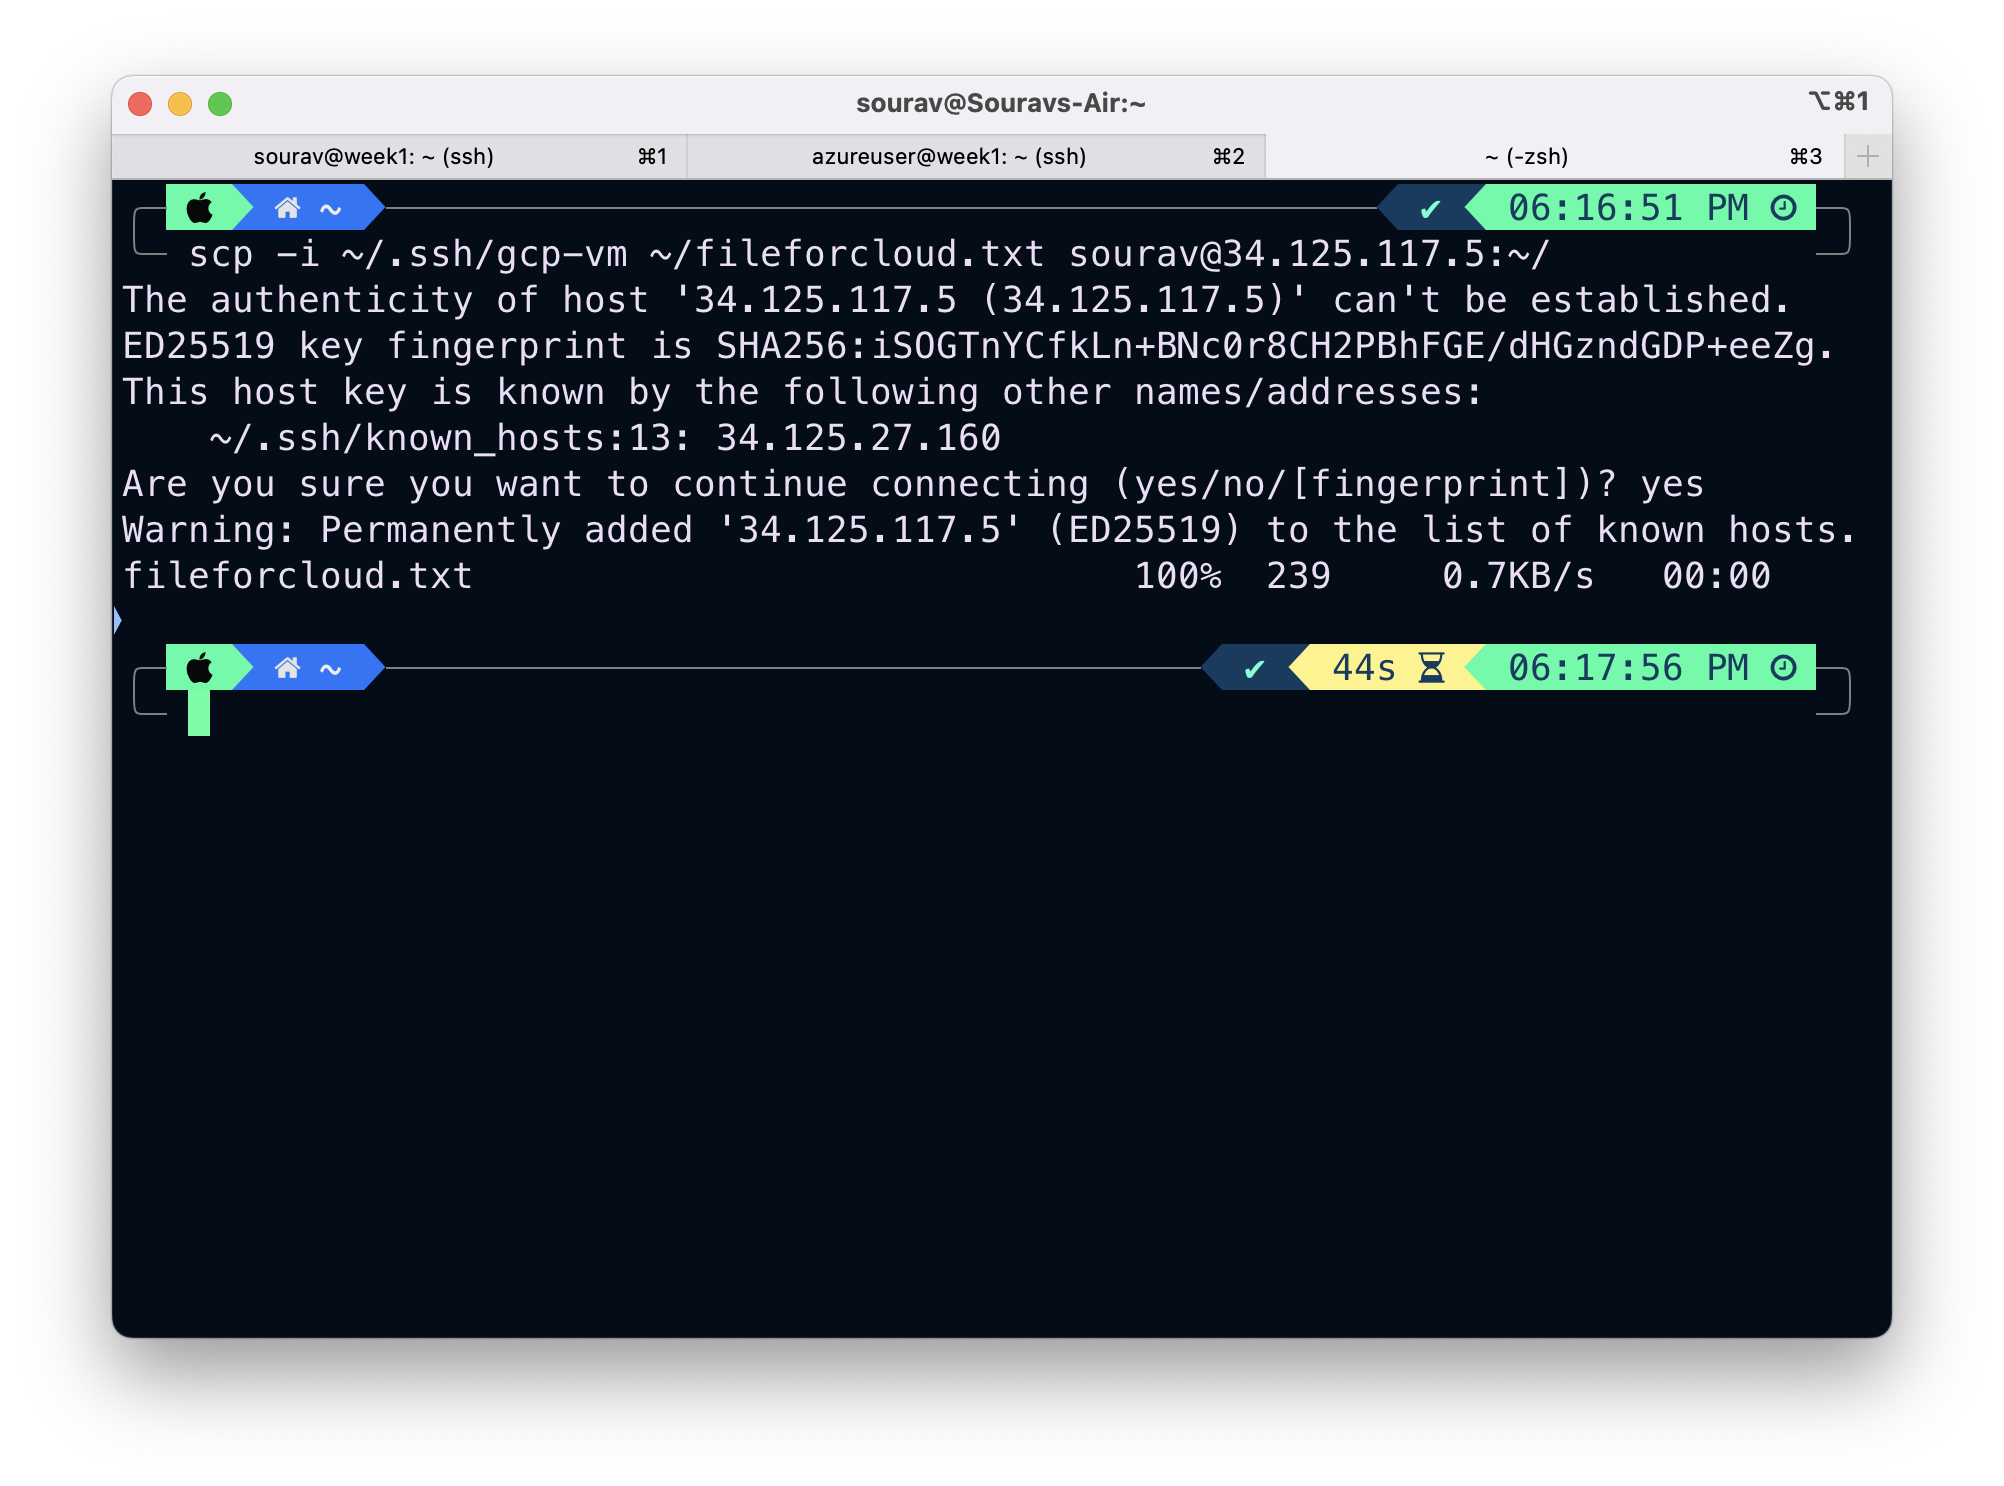 sourav@Souravs-Air:~ ⌥⌘1
sourav@week1: ~ (ssh) ⌘1 azureuser@week1: ~ (ssh) ⌘2 ~ (-zsh) ⌘3 +
~ ✔ 06:16:51 PM
scp -i ~/.ssh/gcp-vm ~/fileforcloud.txt sourav@34.125.117.5:~/
The authenticity of host '34.125.117.5 (34.125.117.5)' can't be established.
ED25519 key fingerprint is SHA256:iSOGTnYCfkLn+BNc0r8CH2PBhFGE/dHGzndGDP+eeZg.
This host key is known by the following other names/addresses:
    ~/.ssh/known_hosts:13: 34.125.27.160
Are you sure you want to continue connecting (yes/no/[fingerprint])? yes
Warning: Permanently added '34.125.117.5' (ED25519) to the list of known hosts.
fileforcloud.txt 100% 239 0.7KB/s 00:00
~ ✔ 44s 06:17:56 PM